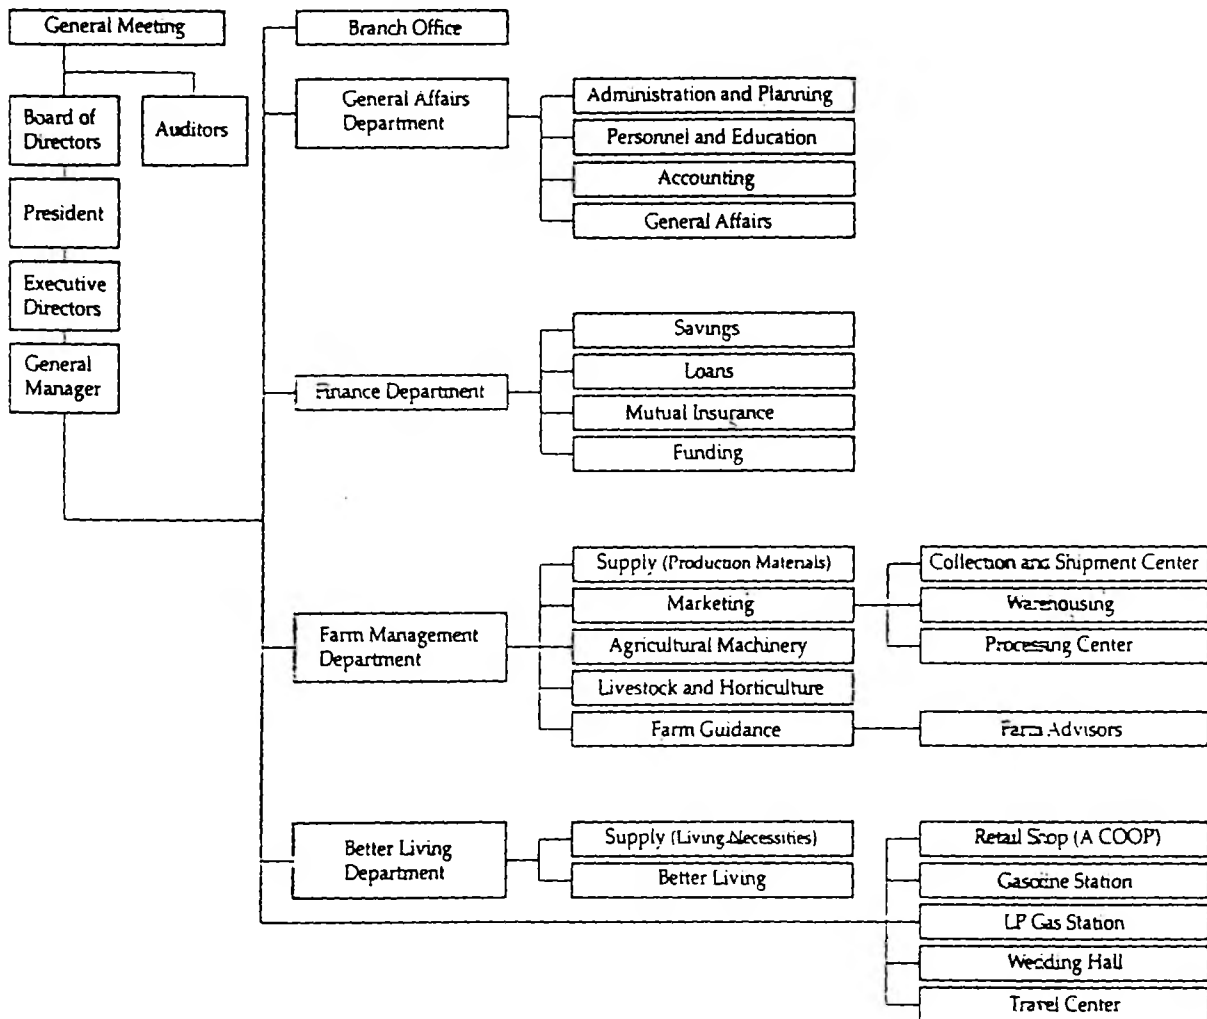 General Meeting
Board of
Directors
Auditors
President
Executive
Directors
General
Manager
Branch Office
General Affairs
Department
Administration and Planning
Personnel and Education
Accounting
General Affairs
Finance Department
Savings
Loans
Mutual Insurance
Funding
Farm Management
Department
Supply (Production Materials)
Marketing
Agricultural Machinery
Livestock and Horticulture
Farm Guidance
Collection and Shipment Center
Warehousing
Processing Center
Farm Advisors
Better Living
Department
Supply (Living Necessities)
Better Living
Retail Shop (A COOP)
Gasoline Station
LP Gas Station
Wedding Hall
Travel Center